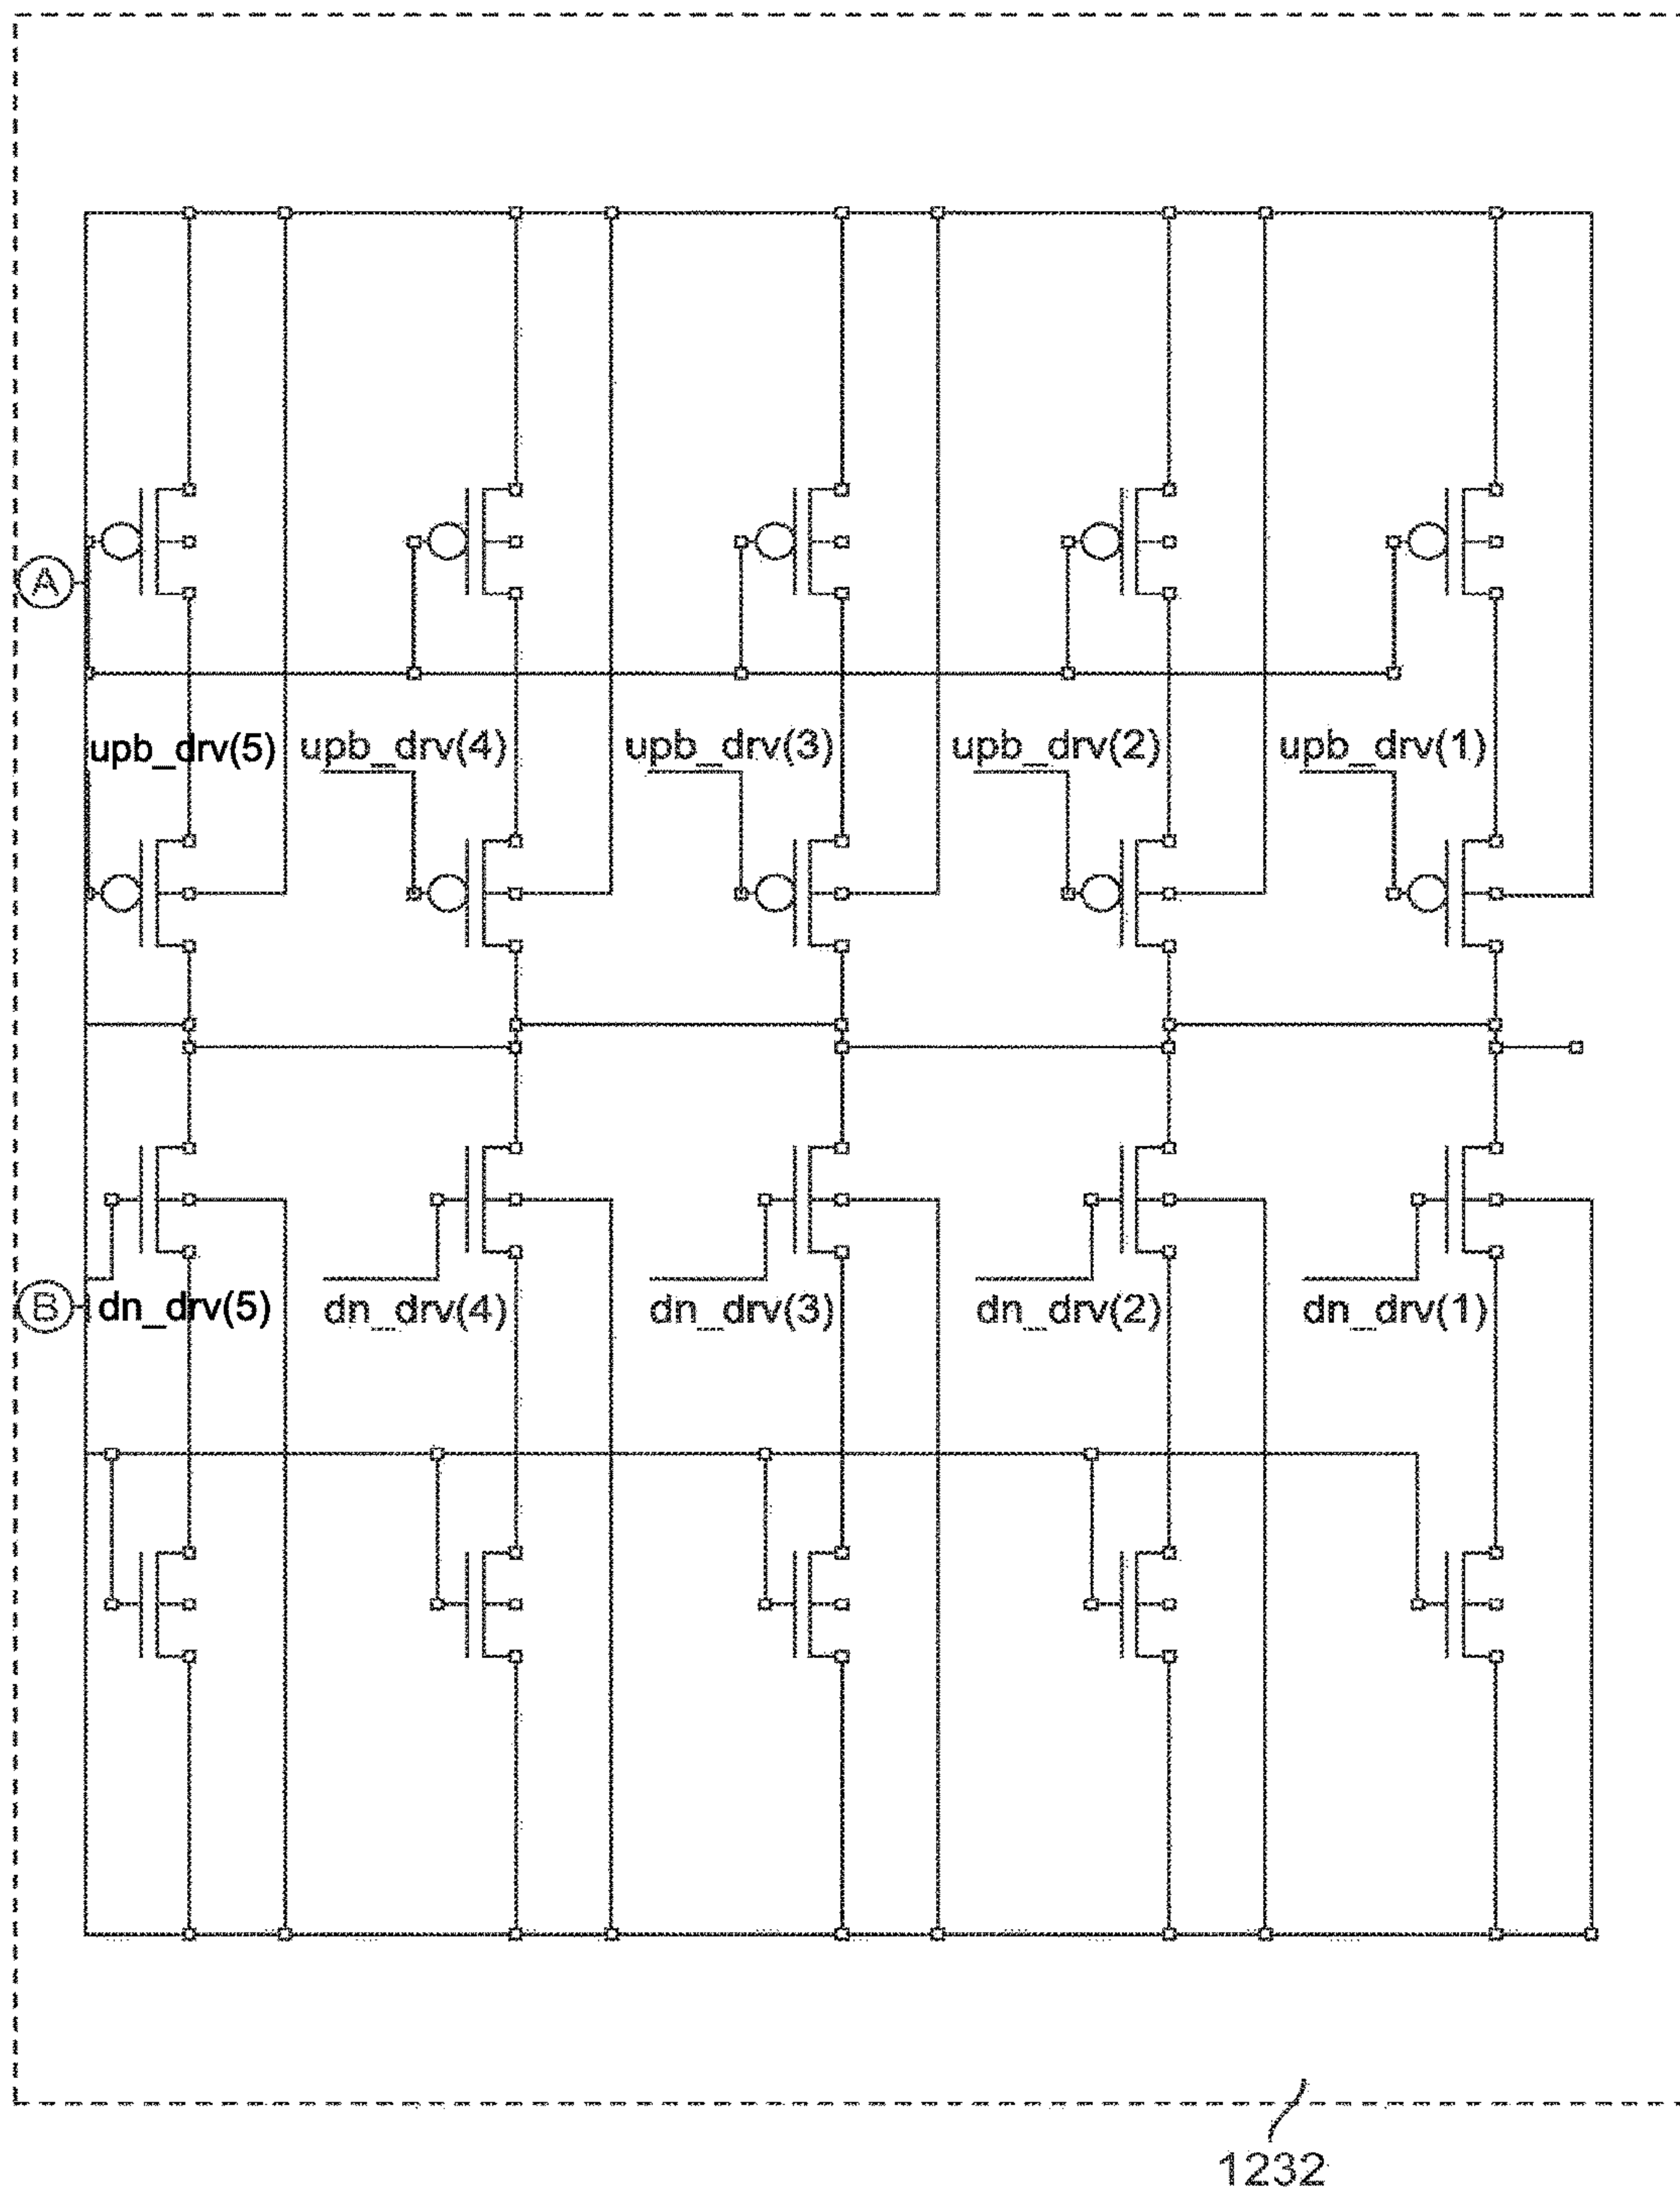 A
upb_drv(5) upb_drv(4) upb_drv(3) upb_drv(2) upb_drv(1)
B
dn_drv(5) dn_drv(4) dn_drv(3) dn_drv(2) dn_drv(1)
1232